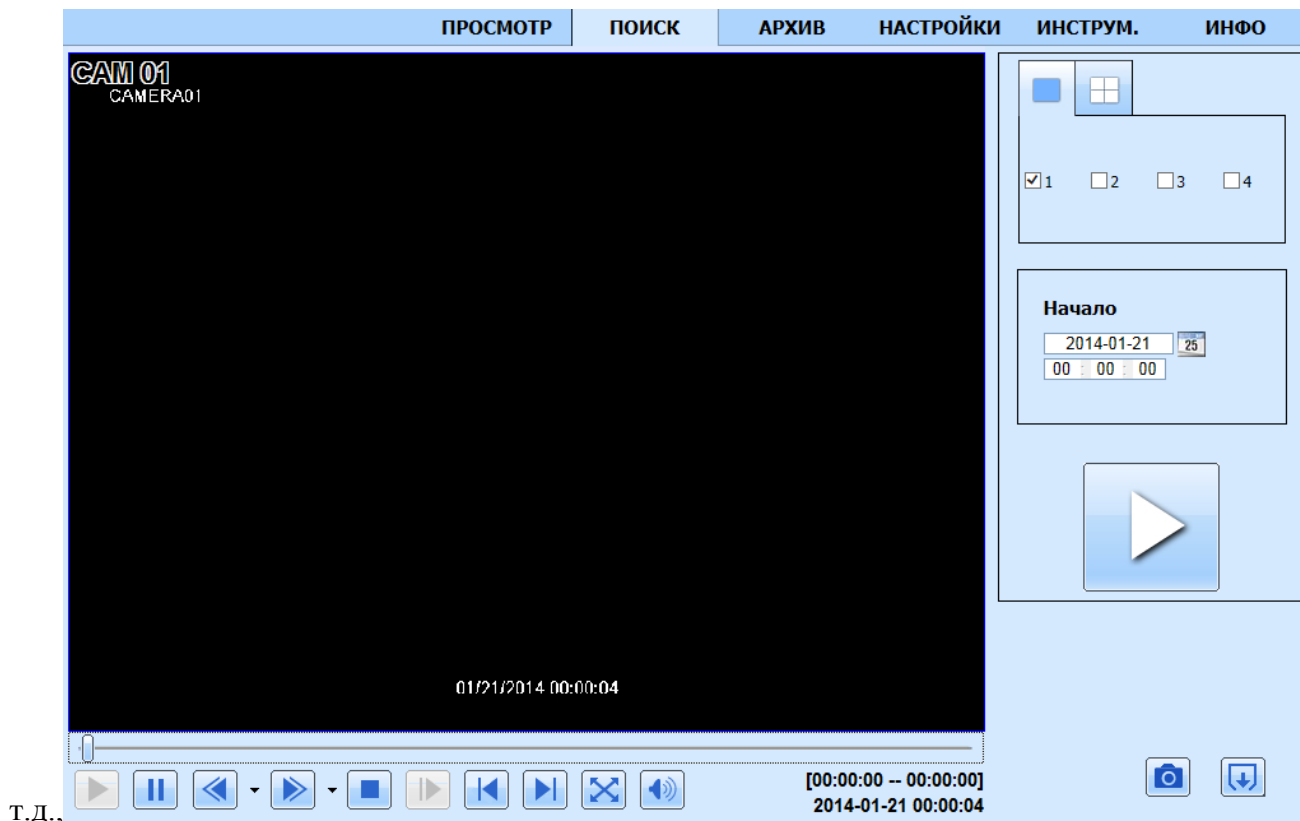 ПРОСМОТР ПОИСК АРХИВ НАСТРОЙКИ ИНСТРУМ. ИНФО
CAM 01
CAMERA01
1 2 3 4
Начало
2014-01-21 25
00 : 00 : 00
01/21/2014 00:00:04
[00:00:00 -- 00:00:00]
2014-01-21 00:00:04
т.д.,